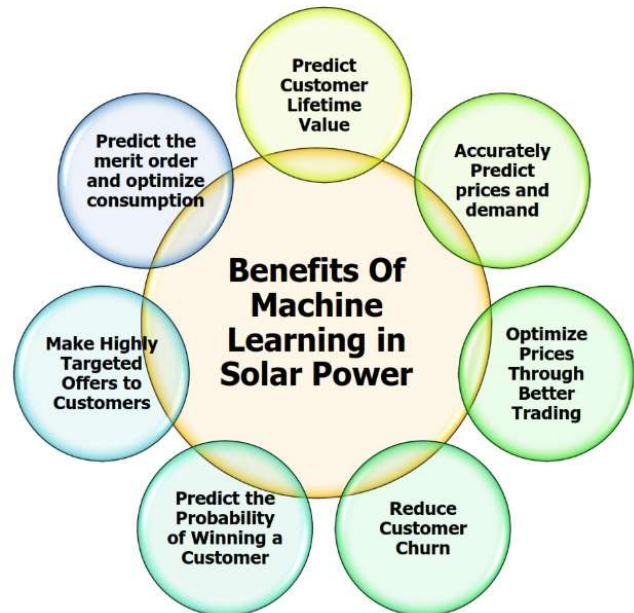 Predict
Customer
Lifetime
Value
Accurately
Predict
prices and
demand
Optimize
Prices
Through
Better
Trading
Reduce
Customer
Churn
Predict the
Probability
of Winning a
Customer
Make Highly
Targeted
Offers to
Customers
Predict the
merit order
and optimize
consumption
Benefits Of
Machine
Learning in
Solar Power